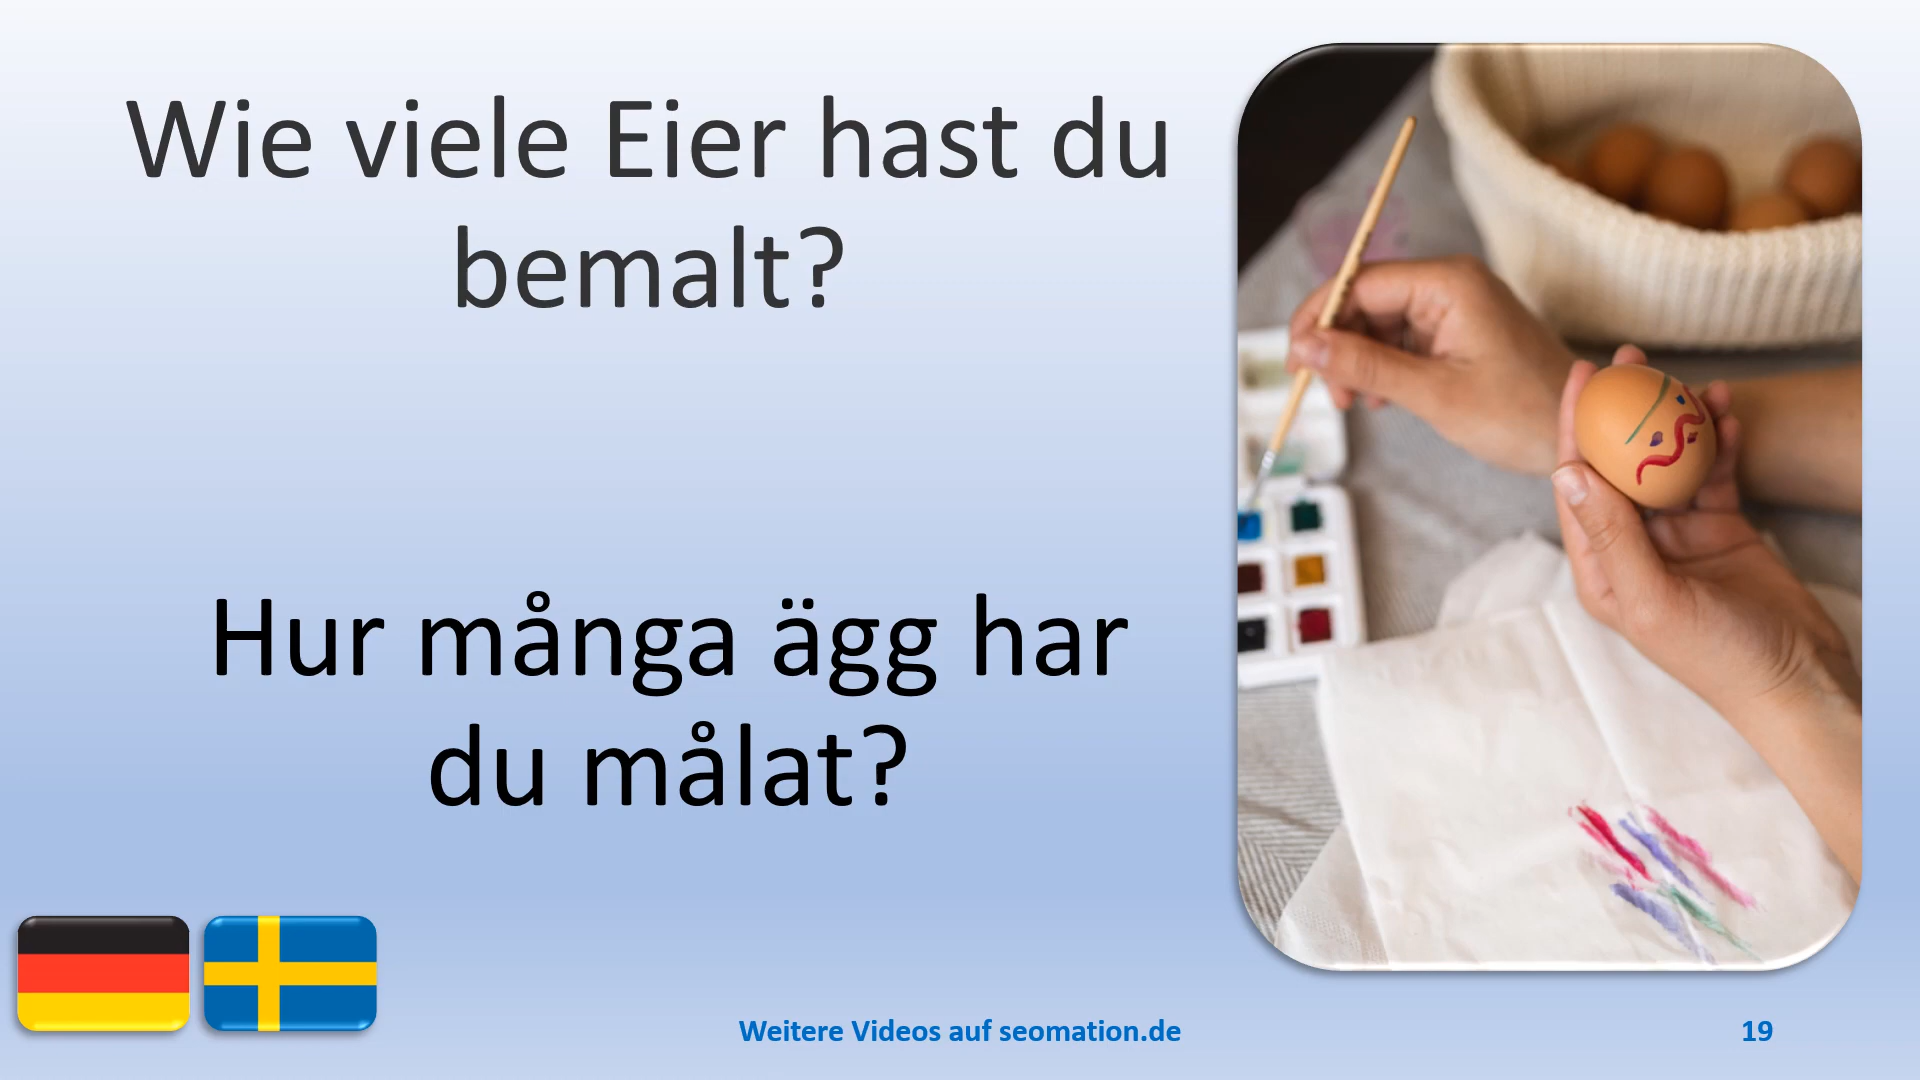 Wie viele Eier hast du
bemalt?
Hur många ägg har
du målat?
Weitere Videos auf seomation.de
19